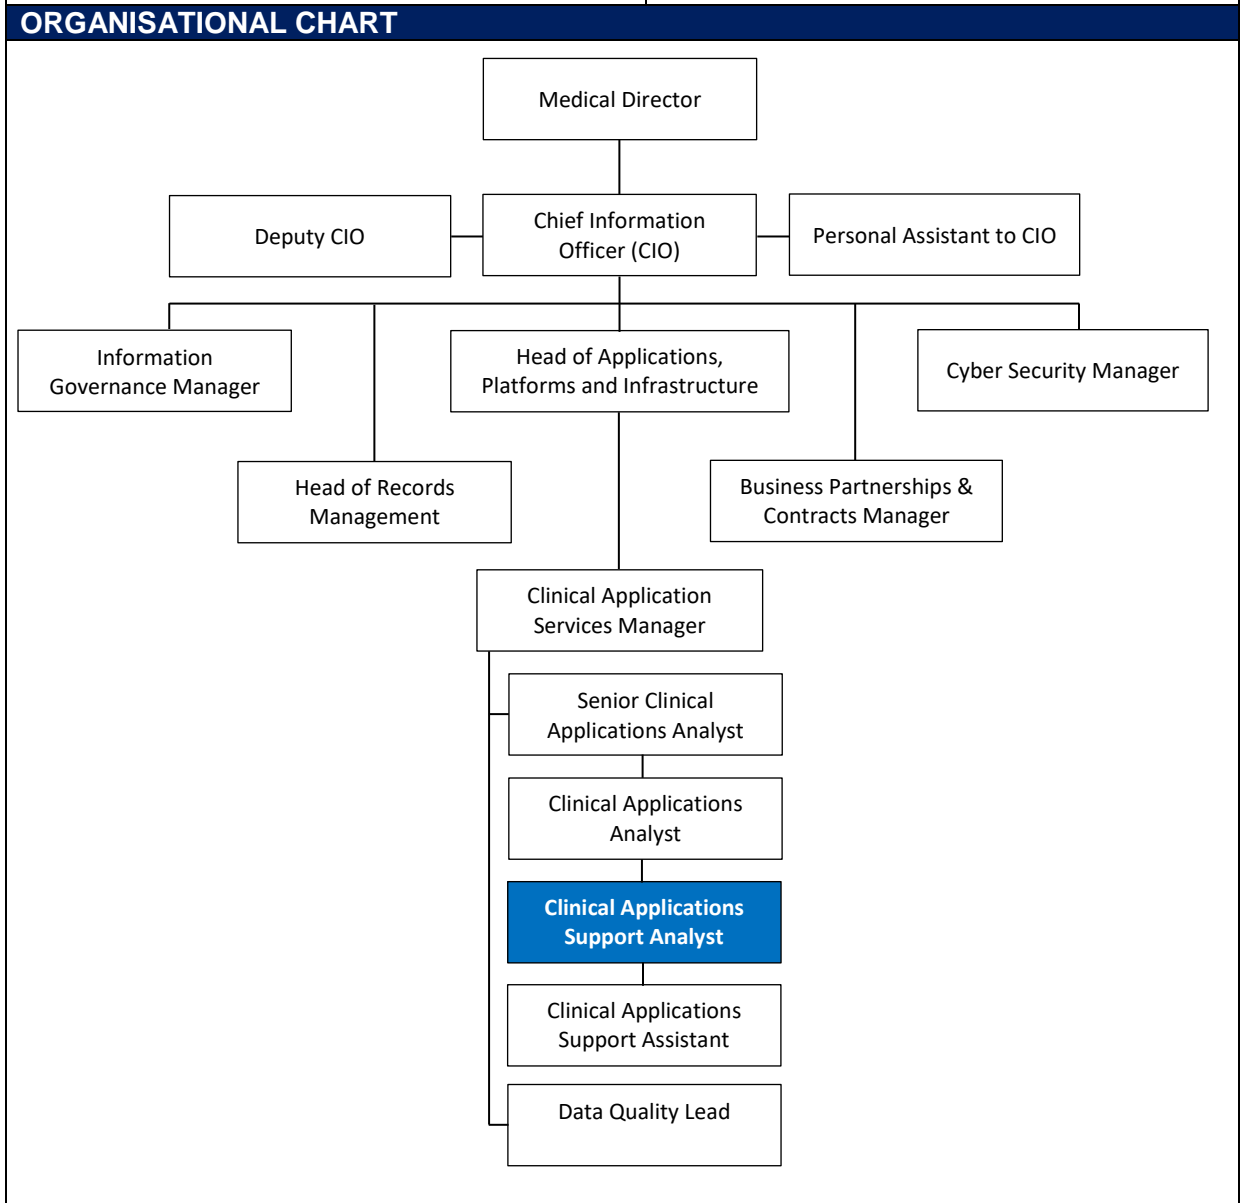 ORGANISATIONAL CHART
Medical Director
Deputy CIO
Chief Information
Officer (CIO)
Personal Assistant to CIO
Information
Governance Manager
Head of Applications,
Platforms and Infrastructure
Cyber Security Manager
Head of Records
Management
Business Partnerships &
Contracts Manager
Clinical Application
Services Manager
Senior Clinical
Applications Analyst
Clinical Applications
Analyst
Clinical Applications
Support Analyst
Clinical Applications
Support Assistant
Data Quality Lead